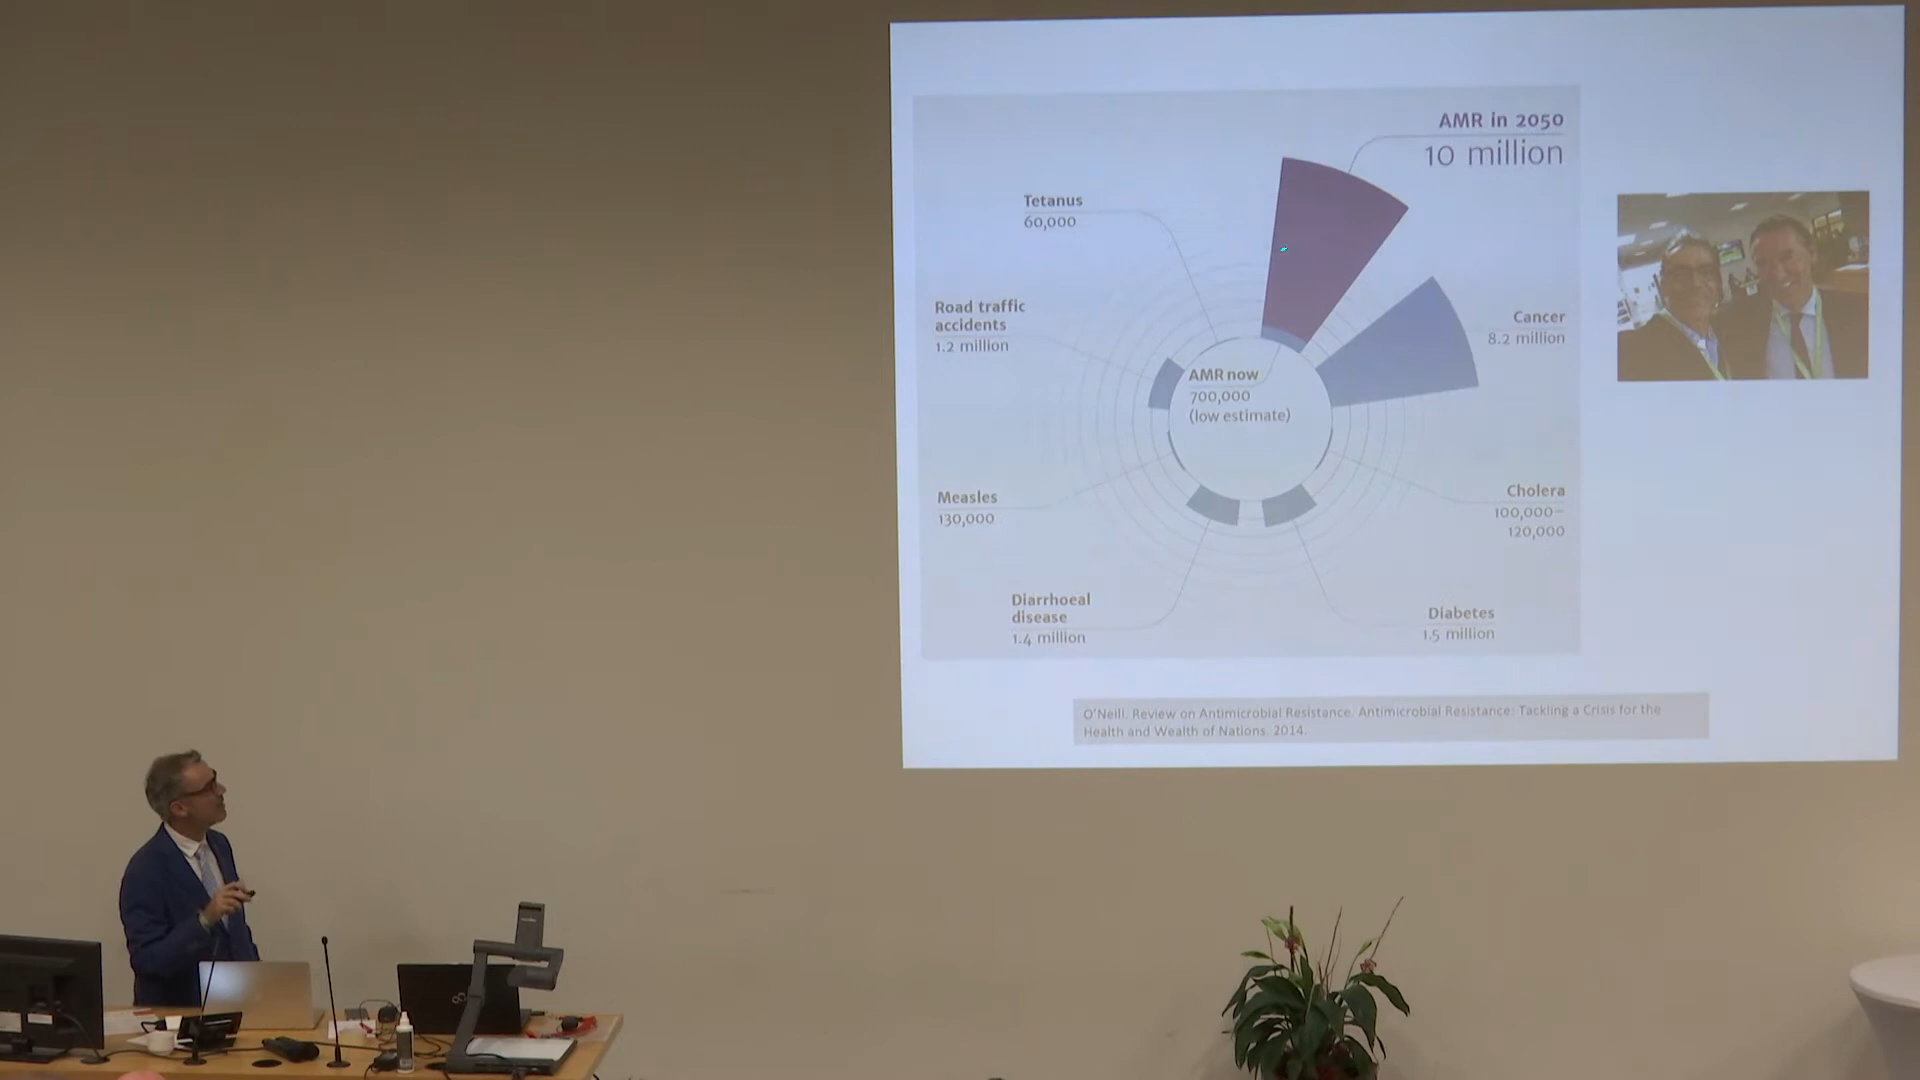 AMR in 2050
10 million
Tetanus
60,000
Road traffic
accidents
1.2 million
Cancer
8.2 million
AMR now
700,000
(low estimate)
Measles
130,000
Cholera
100,000–
120,000
Diarrhoeal
disease
1.4 million
Diabetes
1.5 million
O'Neill. Review on Antimicrobial Resistance. Antimicrobial Resistance: Tackling a Crisis for the
Health and Wealth of Nations. 2014.